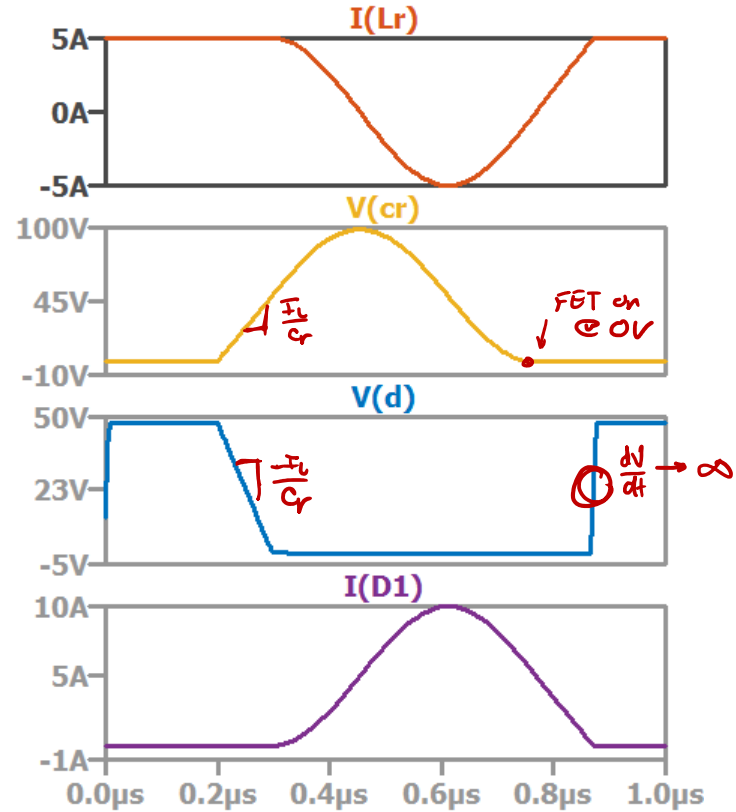 I(Lr)
5A
0A
-5A
V(cr)
100V
45V
-10V
IL
Cr
FET on
@ 0V
V(d)
50V
23V
-5V
-IL
Cr
dV
dt
→ ∞
I(D1)
10A
5A
-1A
0.0µs 0.2µs 0.4µs 0.6µs 0.8µs 1.0µs